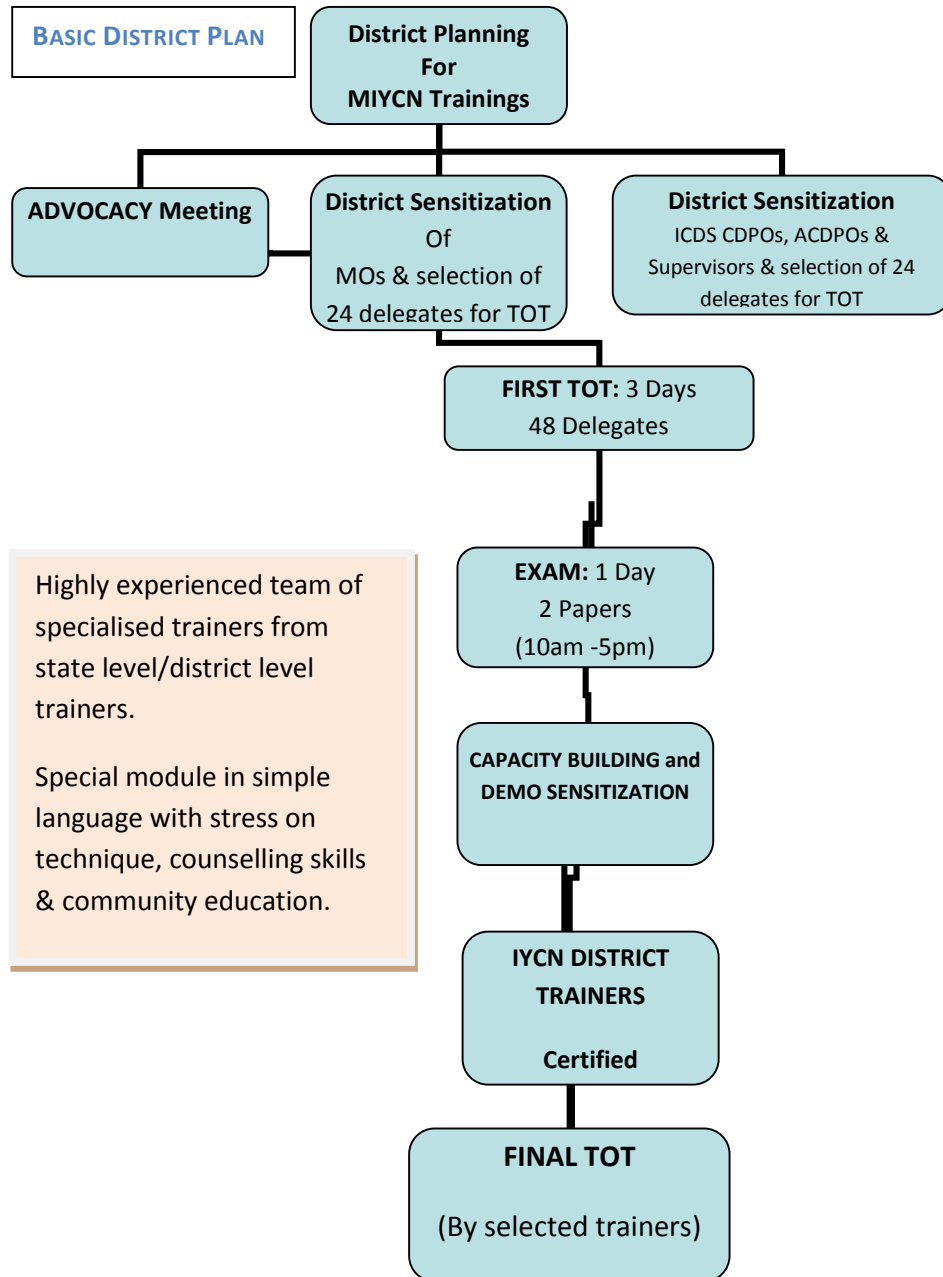 BASIC DISTRICT PLAN
District Planning
For
MIYCN Trainings
ADVOCACY Meeting
District Sensitization
Of
MOs & selection of
24 delegates for TOT
District Sensitization
ICDS CDPOs, ACDPOs &
Supervisors & selection of 24
delegates for TOT
FIRST TOT: 3 Days
48 Delegates
EXAM: 1 Day
2 Papers
(10am -5pm)
Highly experienced team of
specialised trainers from
state level/district level
trainers.
Special module in simple
language with stress on
technique, counselling skills
& community education.
CAPACITY BUILDING and
DEMO SENSITIZATION
IYCN DISTRICT
TRAINERS
Certified
FINAL TOT
(By selected trainers)